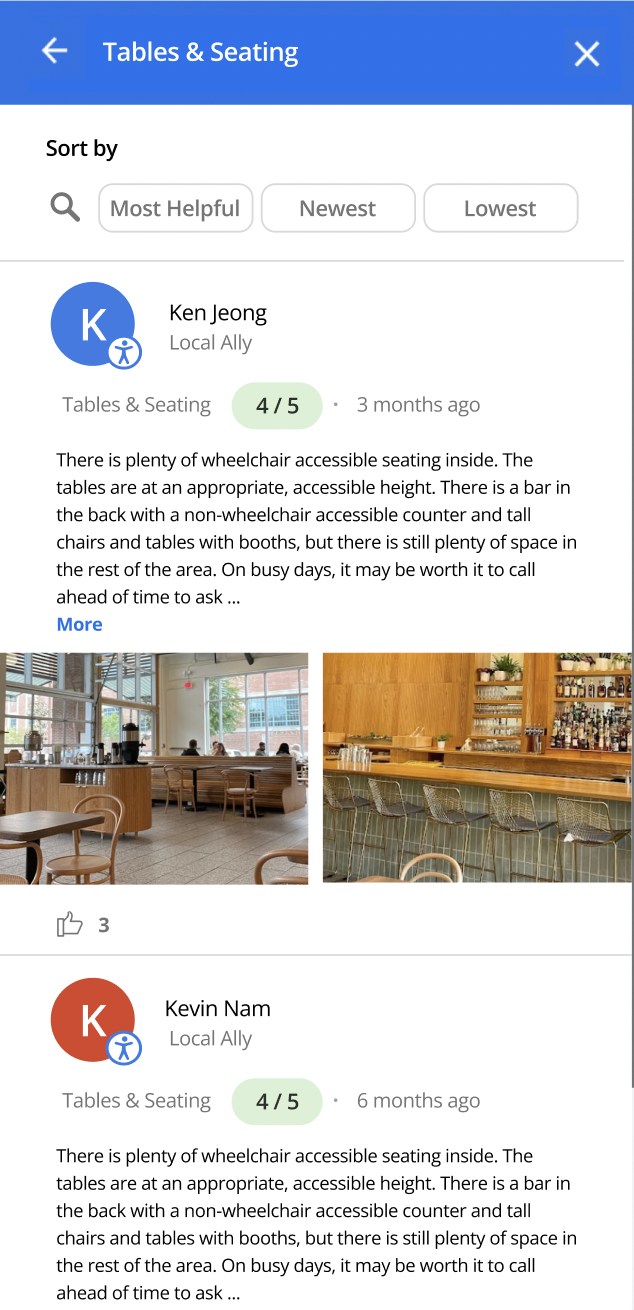 Tables & Seating
Sort by
Most Helpful
Newest
Lowest
K
Ken Jeong
Local Ally
Tables & Seating 4 / 5 · 3 months ago
There is plenty of wheelchair accessible seating inside. The
tables are at an appropriate, accessible height. There is a bar in
the back with a non-wheelchair accessible counter and tall
chairs and tables with booths, but there is still plenty of space in
the rest of the area. On busy days, it may be worth it to call
ahead of time to ask ...
More
3
K
Kevin Nam
Local Ally
Tables & Seating 4 / 5 · 6 months ago
There is plenty of wheelchair accessible seating inside. The
tables are at an appropriate, accessible height. There is a bar in
the back with a non-wheelchair accessible counter and tall
chairs and tables with booths, but there is still plenty of space in
the rest of the area. On busy days, it may be worth it to call
ahead of time to ask ...